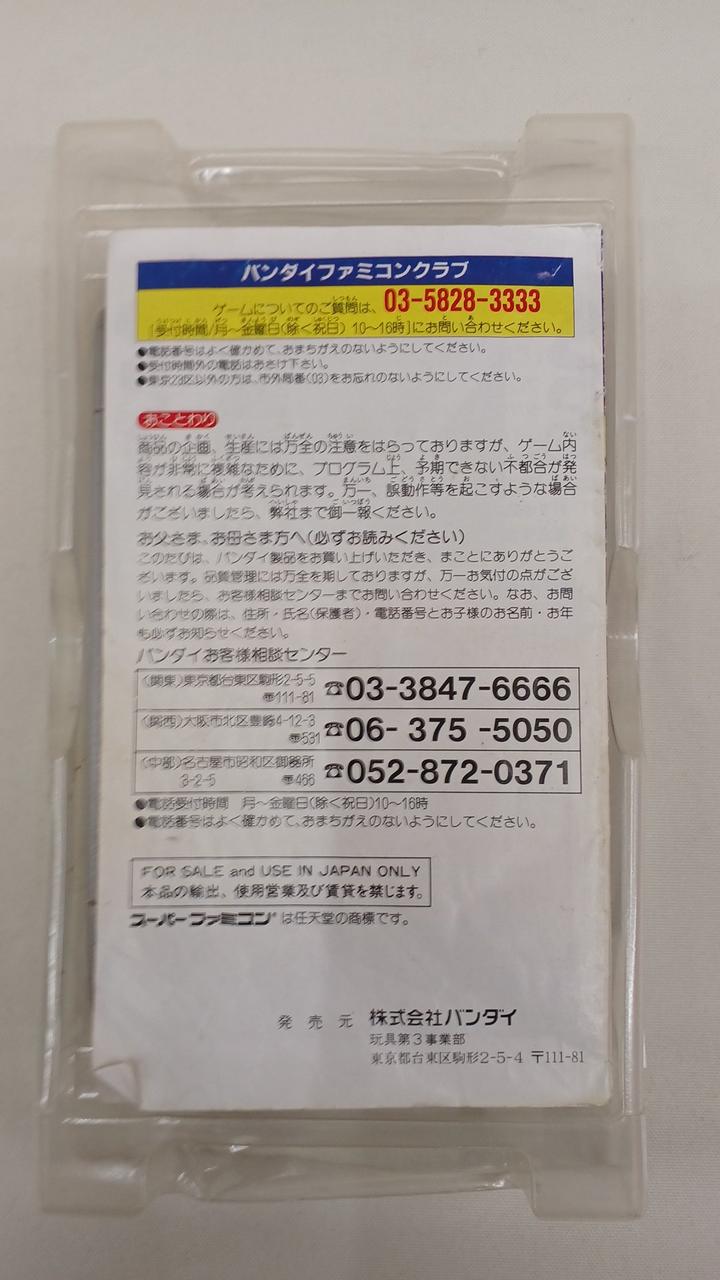 バンダイファミコンクラブ
ゲームについてのご質問は、03-5828-3333
[受付時間/月〜金曜日(除く祝日) 10〜16時]にお問い合わせください。
●電話番号はよく確かめて、おまちがえのないようにしてください。
●受付時間外の電話はおさけ下さい。
●東京23区以外の方は、市外局番(03)をお忘れのないようにしてください。
おことわり
商品の企画、生産には万全の注意をはらっておりますが、ゲーム内
容が非常に複雑なために、プログラム上、予期できない不都合が発
見される場合が考えられます。万一、誤動作等を起こすような場合
がございましたら、弊社まで御一報ください。
お父さま、お母さま方へ(必ずお読みください)
このたびは、バンダイ製品をお買い上げいただき、まことにありがとうご
ざいます。品質管理には万全を期しておりますが、万一お気付の点がござ
いましたら、お客様相談センターまでお問い合わせください。なお、お問
い合わせの際は、住所・氏名(保護者)・電話番号とお子様のお名前・お年
も必ずお知らせください。
バンダイお客様相談センター
(関東)東京都台東区駒形2-5-5
〠111-81 ☎03-3847-6666
(関西)大阪市北区豊崎4-12-3
〠531 ☎06- 375 -5050
(中部)名古屋市昭和区御器所
3-2-5 〠466 ☎052-872-0371
●電話受付時間 月〜金曜日(除く祝日)10〜16時
●電話番号はよく確かめて、おまちがえのないようにしてください。
FOR SALE and USE IN JAPAN ONLY
本品の輸出、使用営業及び賃貸を禁じます。
スーパーファミコン®は任天堂の商標です。
発売元 株式会社バンダイ
玩具第3事業部
東京都台東区駒形2-5-4 〒111-81